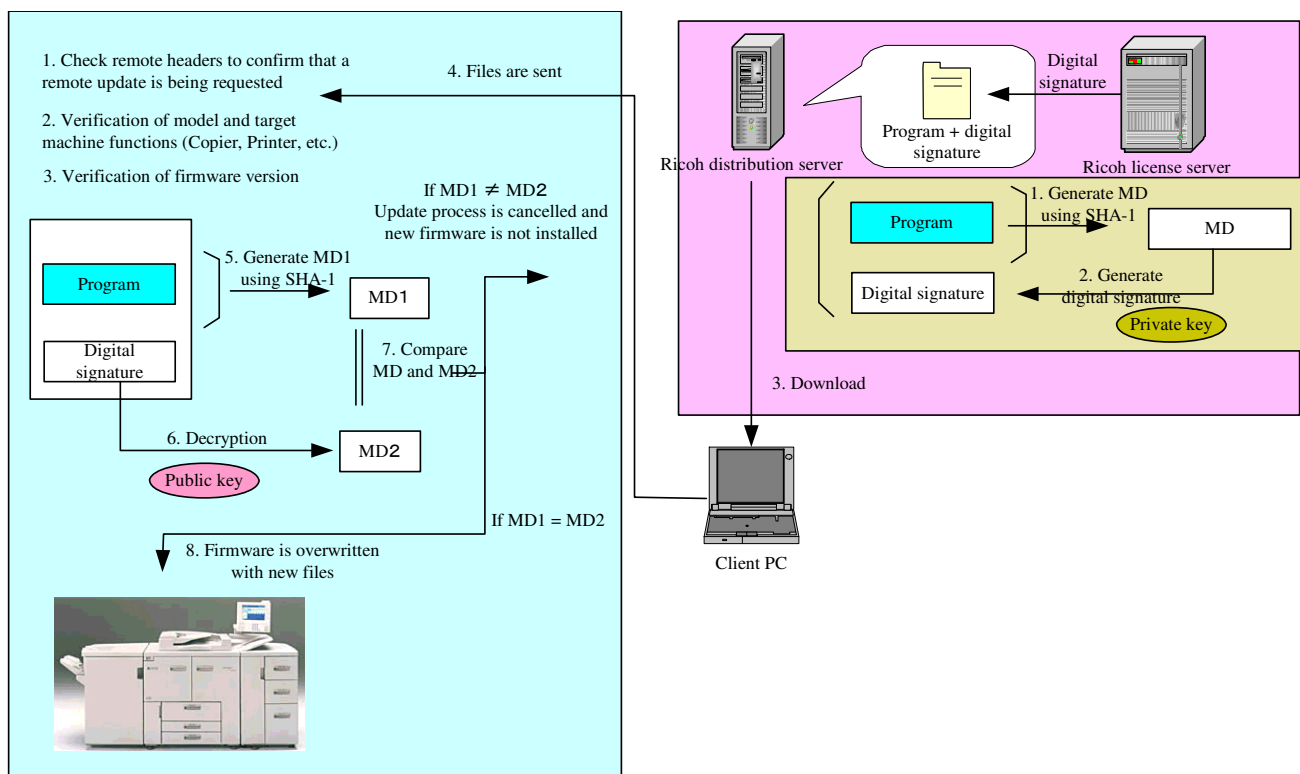 1. Check remote headers to confirm that a
remote update is being requested
2. Verification of model and target
machine functions (Copier, Printer, etc.)
3. Verification of firmware version
4. Files are sent
If MD1 ≠ MD2
Update process is cancelled and
new firmware is not installed
Program
Digital
signature
5. Generate MD1
using SHA-1
MD1
7. Compare
MD and MD2
6. Decryption
Public key
MD2
If MD1 = MD2
8. Firmware is overwritten
with new files
Ricoh distribution server
Program + digital
signature
Digital
signature
Ricoh license server
Program
Digital signature
1. Generate MD
using SHA-1
MD
2. Generate
digital signature
Private key
3. Download
Client PC